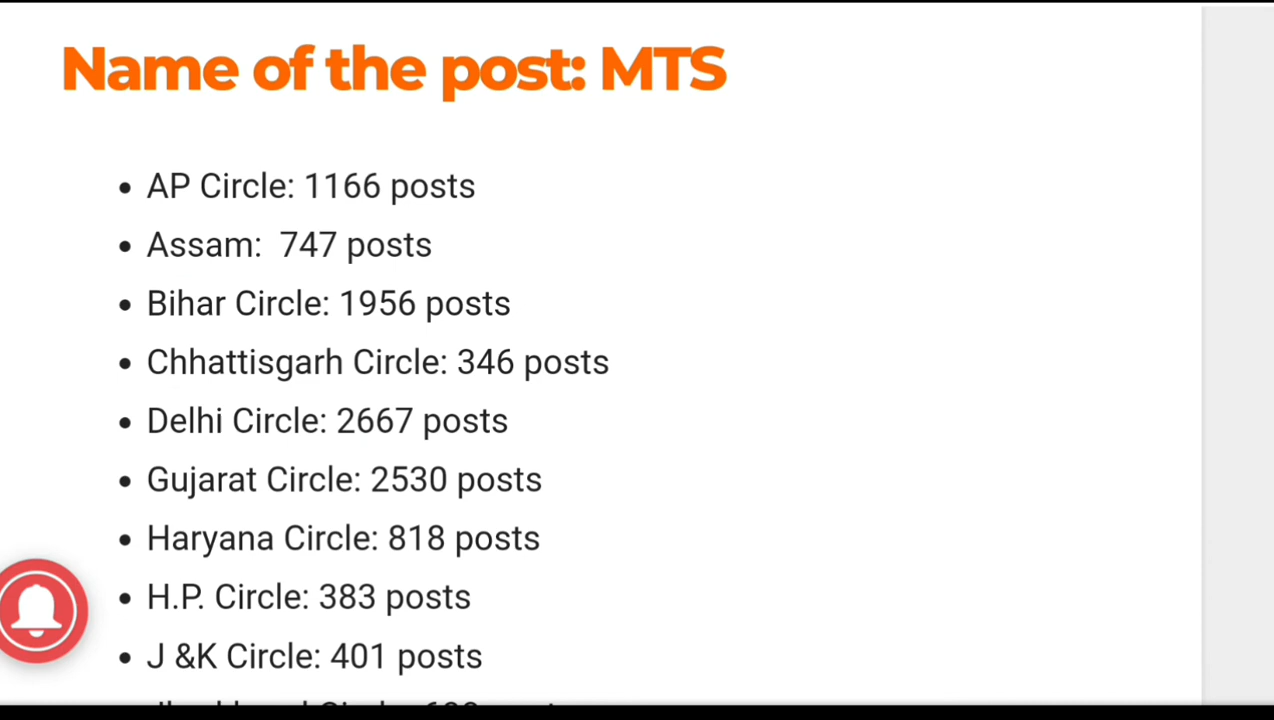 Name of the post: MTS
• AP Circle: 1166 posts
• Assam:  747 posts
• Bihar Circle: 1956 posts
• Chhattisgarh Circle: 346 posts
• Delhi Circle: 2667 posts
• Gujarat Circle: 2530 posts
• Haryana Circle: 818 posts
• H.P. Circle: 383 posts
• J &K Circle: 401 posts